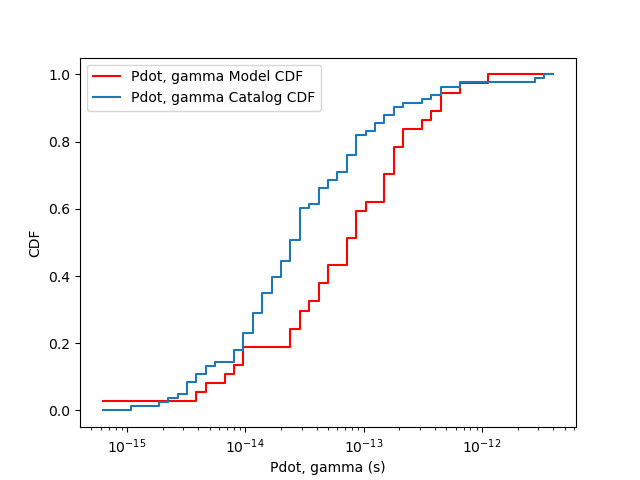 Pdot, gamma Model CDF
Pdot, gamma Catalog CDF
1.0
0.8
0.6
0.4
0.2
0.0
CDF
10⁻¹⁵
10⁻¹⁴
10⁻¹³
10⁻¹²
Pdot, gamma (s)